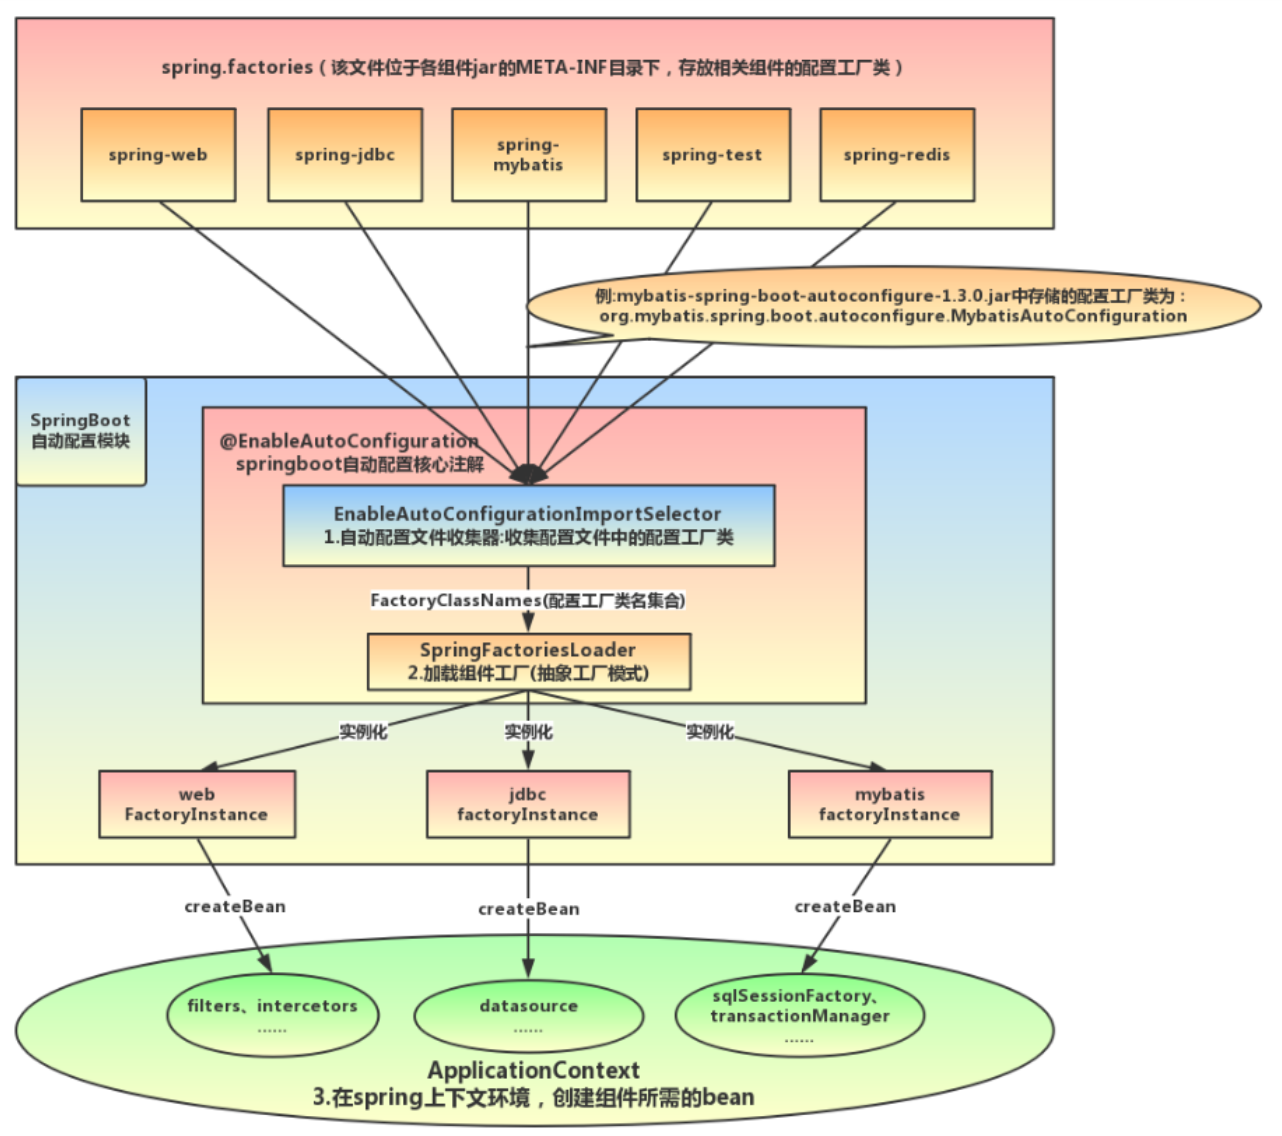 spring.factories（该文件位于各组件jar的META-INF目录下，存放相关组件的配置工厂类）
spring-web
spring-jdbc
spring-
mybatis
spring-test
spring-redis
例:mybatis-spring-boot-autoconfigure-1.3.0.jar中存储的配置工厂类为：
org.mybatis.spring.boot.autoconfigure.MybatisAutoConfiguration
SpringBoot
自动配置模块
@EnableAutoConfiguration
springboot自动配置核心注解
EnableAutoConfigurationImportSelector
1.自动配置文件收集器:收集配置文件中的配置工厂类
FactoryClassNames(配置工厂类名集合)
SpringFactoriesLoader
2.加载组件工厂(抽象工厂模式)
实例化
实例化
实例化
web
FactoryInstance
jdbc
factoryInstance
mybatis
factoryInstance
createBean
createBean
createBean
filters、intercetors
......
datasource
......
sqlSessionFactory、
transactionManager
......
ApplicationContext
3.在spring上下文环境，创建组件所需的bean